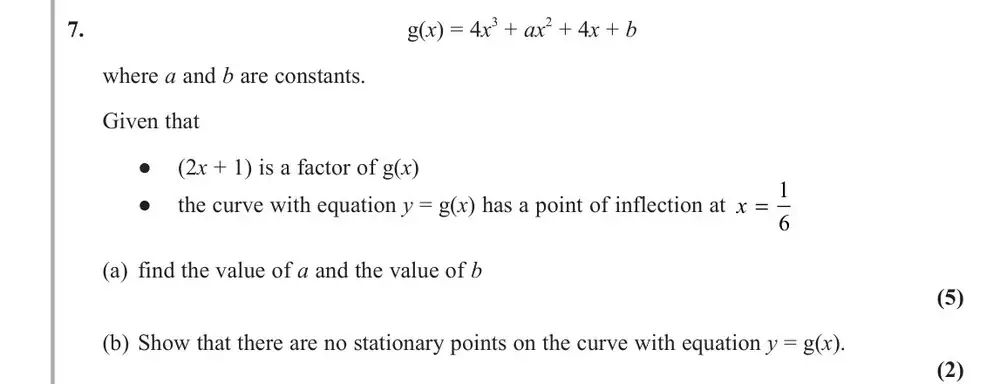 7. g(x) = 4x³ + ax² + 4x + b
where a and b are constants.
Given that
● (2x + 1) is a factor of g(x)
● the curve with equation y = g(x) has a point of inflection at x = 1/6
(a) find the value of a and the value of b
(5)
(b) Show that there are no stationary points on the curve with equation y = g(x).
(2)